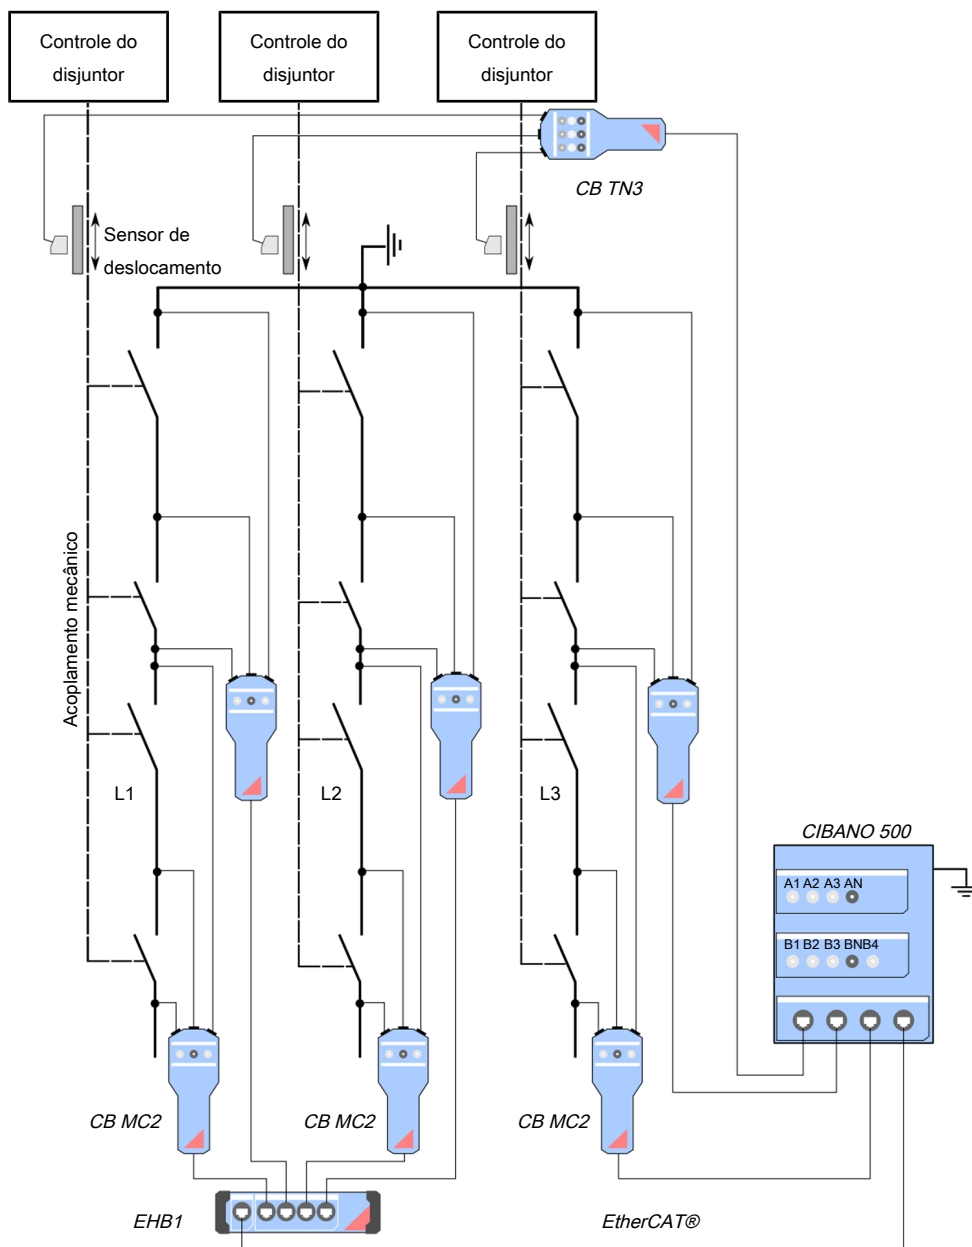 Controle do
disjuntor
Controle do
disjuntor
Controle do
disjuntor
CB TN3
Sensor de
deslocamento
Acoplamento mecânico
L1
L2
L3
CIBANO 500
A1 A2 A3 AN
B1 B2 B3 BNB4
CB MC2
CB MC2
CB MC2
EHB1
EtherCAT®